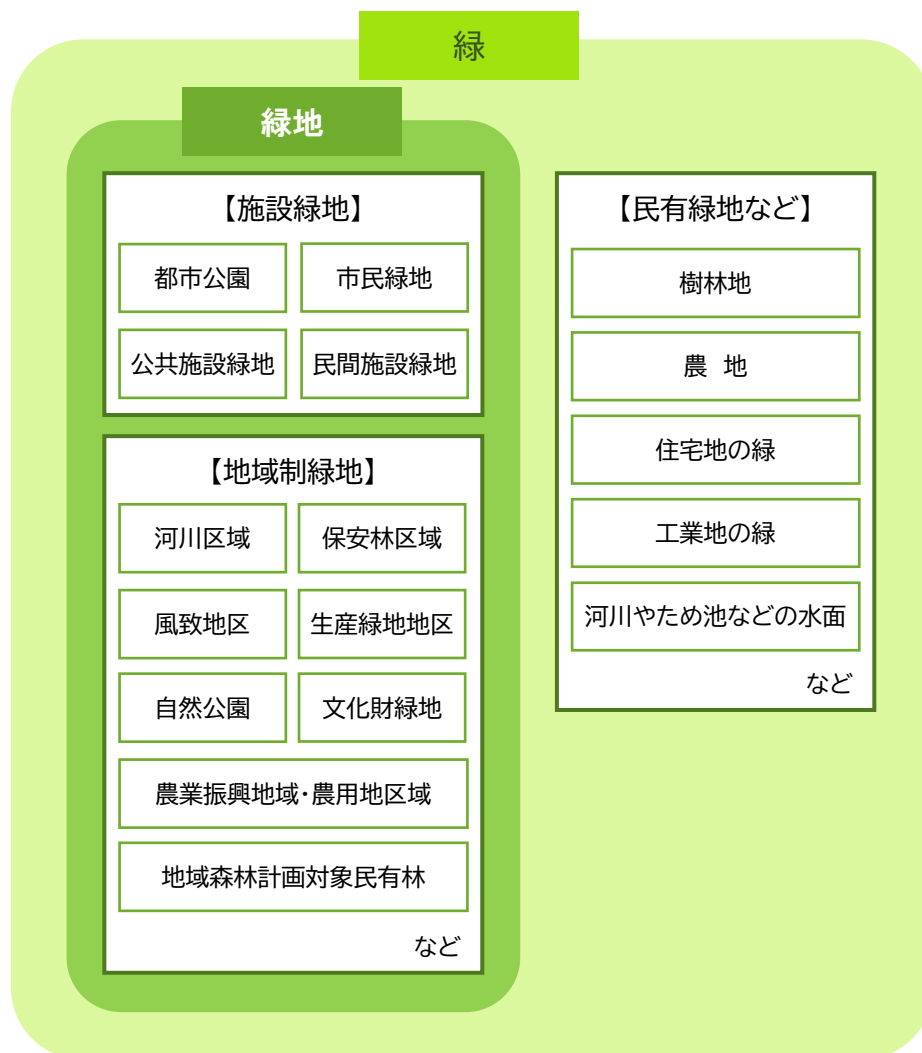 緑
緑地
【施設緑地】
都市公園
市民緑地
公共施設緑地
民間施設緑地
【地域制緑地】
河川区域
保安林区域
風致地区
生産緑地地区
自然公園
文化財緑地
農業振興地域・農用地区域
地域森林計画対象民有林
など
【民有緑地など】
樹林地
農 地
住宅地の緑
工業地の緑
河川やため池などの水面
など